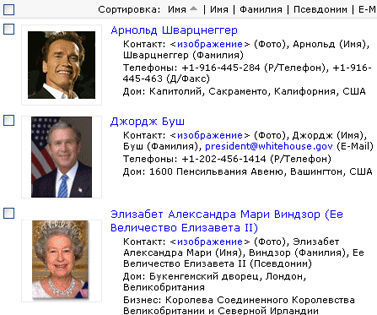 Сортировка: Имя | Имя | Фамилия | Псевдоним | E-M
Арнольд Шварцнеггер
Контакт: <изображение> (Фото), Арнольд (Имя),
Шварцнеггер (Фамилия)
Телефоны: +1-916-445-284 (Р/Телефон), +1-916-
445-463 (Д/Факс)
Дом: Капитолий, Сакраменто, Калифорния, США
Джордж Буш
Контакт: <изображение> (Фото), Джордж (Имя),
Буш (Фамилия), president@whitehouse.gov (E-Mail)
Телефоны: +1-202-456-1414 (Р/Телефон)
Дом: 1600 Пенсильвания Авеню, Вашингтон, США
Элизабет Александра Мари Виндзор (Ее
Величество Елизавета II)
Контакт: <изображение> (Фото), Элизабет
Александра Мари (Имя), Виндзор (Фамилия), Ее
Величество Елизавета II (Псевдоним)
Дом: Букенгемский дворец, Лондон,
Великобритания
Бизнес: Королева Соединенного Королевства
Великобритании и Северной Ирландии